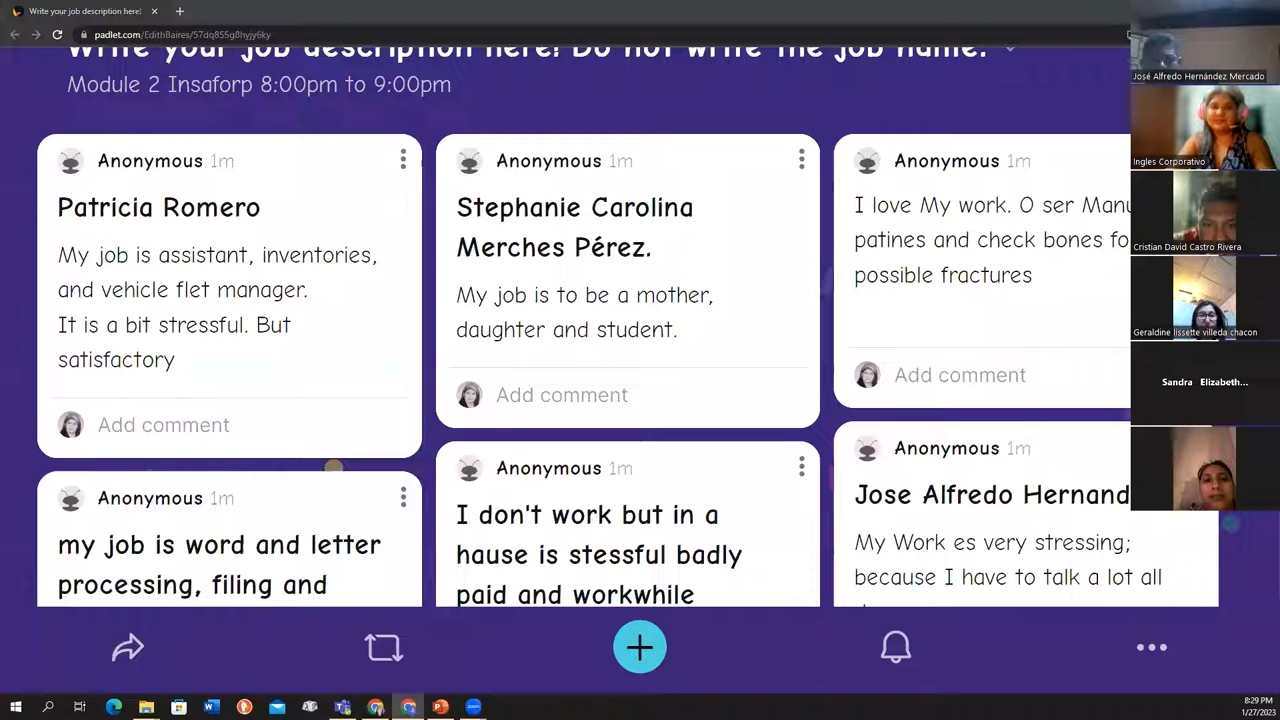 Write your job description here!
padlet.com/EdithBaires/57dq855g8hyjy6ky
Write your job description here! Do not write the job name.
Module 2 Insaforp 8:00pm to 9:00pm
Anonymous 1m
Patricia Romero
My job is assistant, inventories,
and vehicle flet manager.
It is a bit stressful. But
satisfactory
Add comment
Anonymous 1m
my job is word and letter
processing, filing and
Anonymous 1m
Stephanie Carolina
Merches Pérez.
My job is to be a mother,
daughter and student.
Add comment
Anonymous 1m
I don't work but in a
hause is stessful badly
paid and workwhile
Anonymous 1m
I love My work. O ser Manu
patines and check bones fo
possible fractures
Add comment
Anonymous 1m
Jose Alfredo Hernand
My Work es very stressing;
because I have to talk a lot all
José Alfredo Hernández Mercado
Ingles Corporativo
Cristian David Castro Rivera
Geraldine lissette villeda chacon
Sandra Elizabeth...
8:29 PM
1/27/2023